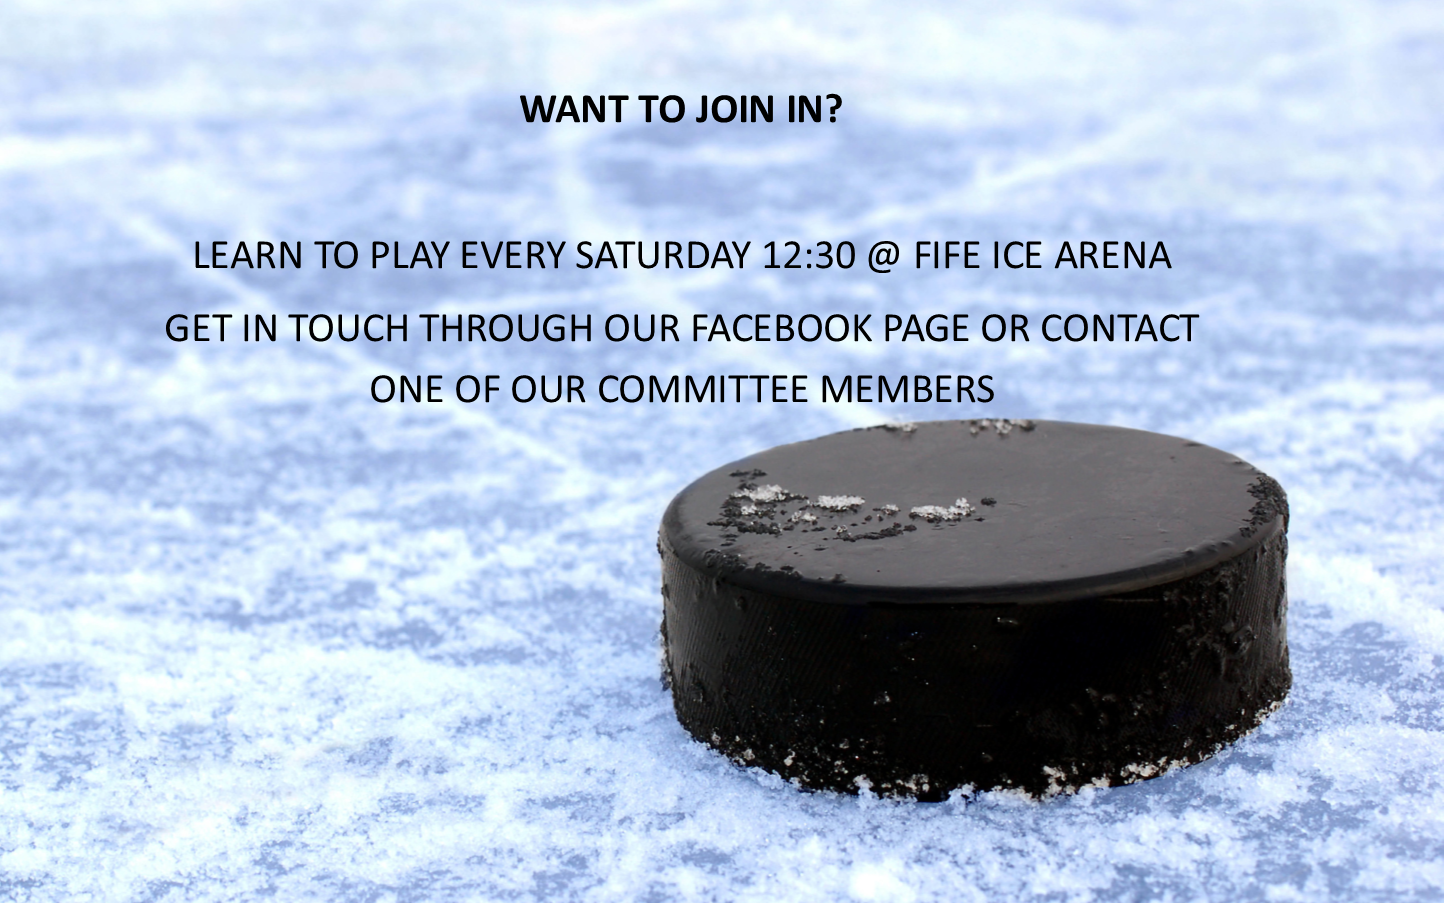 WANT TO JOIN IN?
LEARN TO PLAY EVERY SATURDAY 12:30 @ FIFE ICE ARENA
GET IN TOUCH THROUGH OUR FACEBOOK PAGE OR CONTACT
ONE OF OUR COMMITTEE MEMBERS